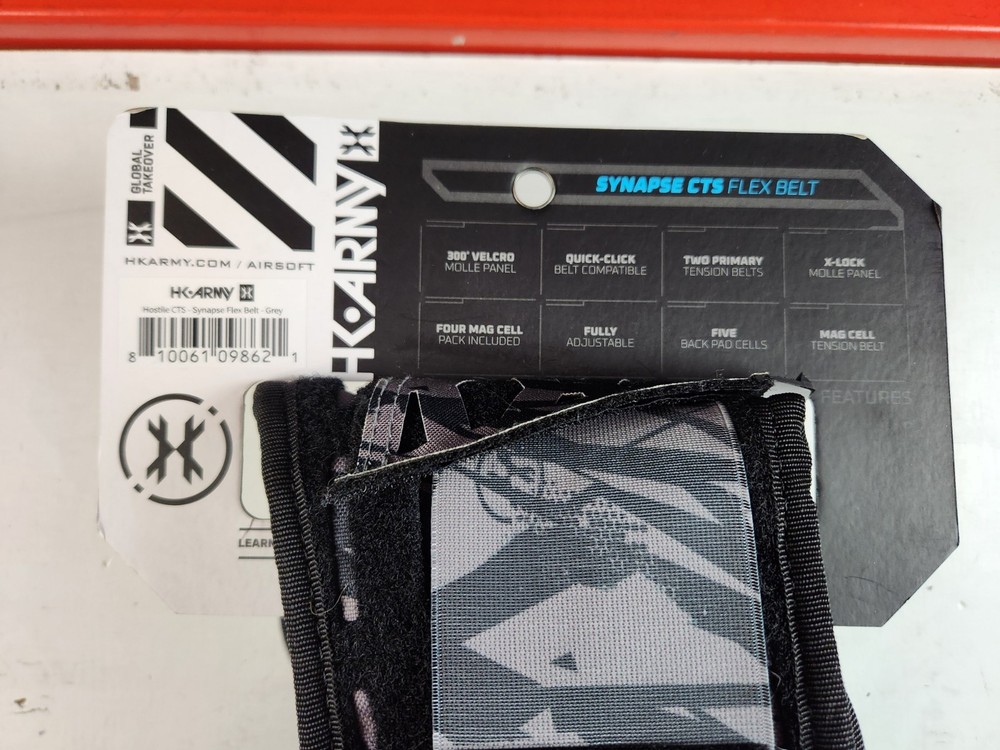 GLOBAL
TAKEOVER
HKARMY.COM / AIRSOFT
HK ARMY
Hostile CTS - Synapse Flex Belt - Grey
8 10061 09862 1
LEARN
HK ARMY
SYNAPSE CTS FLEX BELT
300° VELCRO
MOLLE PANEL
QUICK-CLICK
BELT COMPATIBLE
TWO PRIMARY
TENSION BELTS
X-LOCK
MOLLE PANEL
FOUR MAG CELL
PACK INCLUDED
FULLY
ADJUSTABLE
FIVE
BACK PAD CELLS
MAG CELL
TENSION BELT
FEATURES